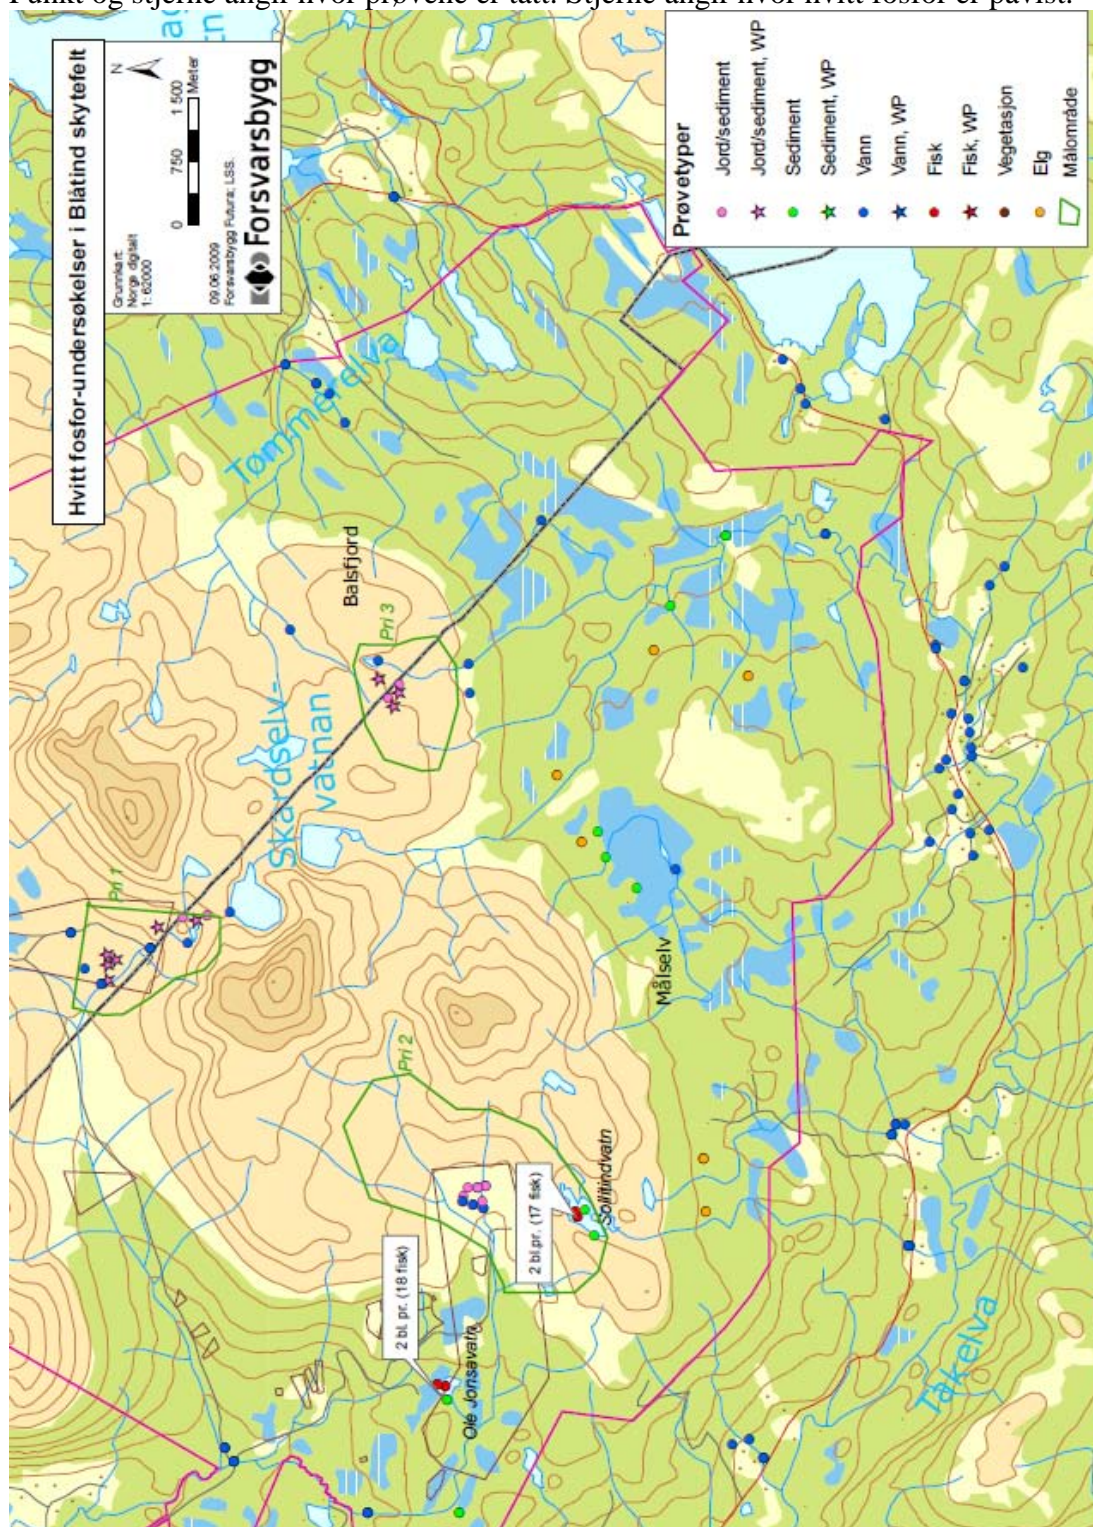 Punkt og stjerne angir hvor prøvene er tatt. Stjerne angir hvor hvitt fosfor er påvist.
Hvitt fosfor-undersøkelser i Blåtind skytefelt
Grunnkart:
Norge digitalt
1: 62000
N
0 750 1 500
Meter
09.06.2009
Forsvarsbygg Futura; LSS.
Forsvarsbygg
Prøvetyper
Jord/sediment
Jord/sediment, WP
Sediment
Sediment, WP
Vann
Vann, WP
Fisk
Fisk, WP
Vegetasjon
Elg
Målområde
Tømmerelva
Balsfjord
Pri 3
Skardselv-
vatnan
Pri 1
Målselv
Pri 2
2 bl.pr. (17 fisk)
Sollitindvatn
2 bl. pr. (18 fisk)
Ole Jonsavatn
Takelva